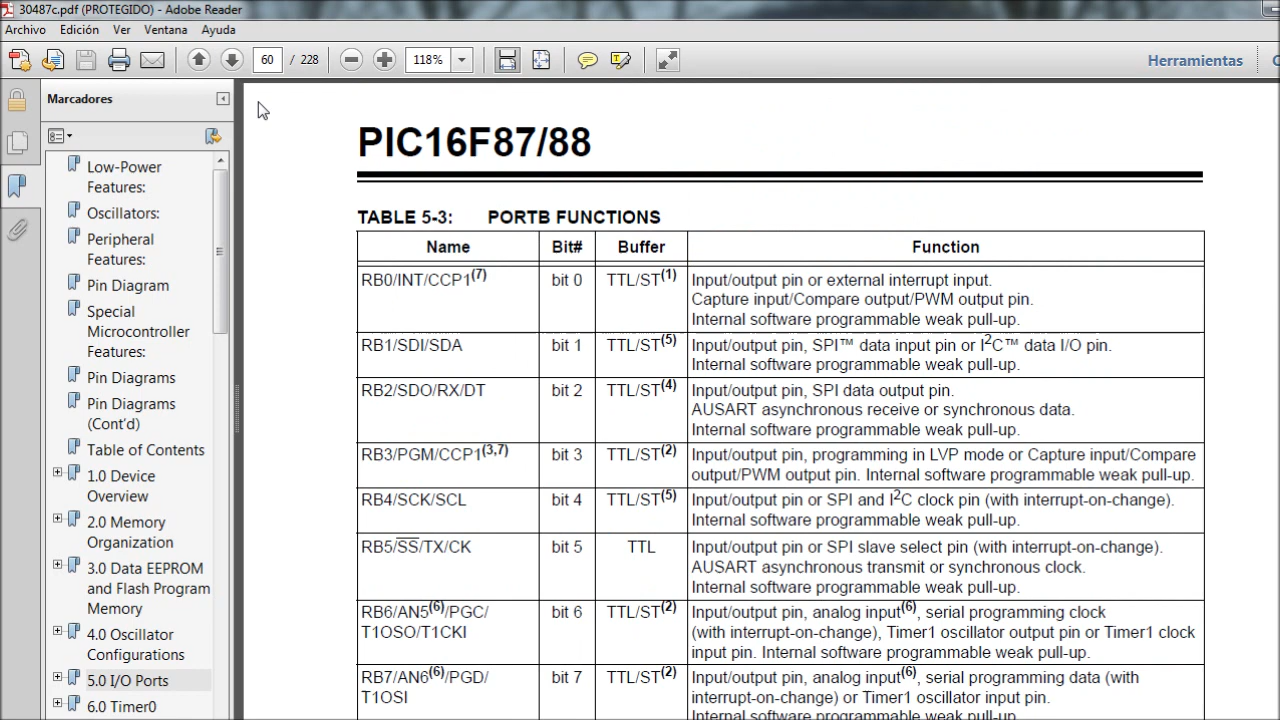 30487c.pdf (PROTEGIDO) - Adobe Reader
Archivo Edición Ver Ventana Ayuda
60 / 228 118% Herramientas
Marcadores
Low-Power
Features:
Oscillators:
Peripheral
Features:
Pin Diagram
Special
Microcontroller
Features:
Pin Diagrams
Pin Diagrams
(Cont'd)
Table of Contents
1.0 Device
Overview
2.0 Memory
Organization
3.0 Data EEPROM
and Flash Program
Memory
4.0 Oscillator
Configurations
5.0 I/O Ports
6.0 Timer0
PIC16F87/88
TABLE 5-3: PORTB FUNCTIONS
Name Bit# Buffer Function
RB0/INT/CCP1(7) bit 0 TTL/ST(1) Input/output pin or external interrupt input.
Capture input/Compare output/PWM output pin.
Internal software programmable weak pull-up.
RB1/SDI/SDA bit 1 TTL/ST(5) Input/output pin, SPI™ data input pin or I2C™ data I/O pin.
Internal software programmable weak pull-up.
RB2/SDO/RX/DT bit 2 TTL/ST(4) Input/output pin, SPI data output pin.
AUSART asynchronous receive or synchronous data.
Internal software programmable weak pull-up.
RB3/PGM/CCP1(3,7) bit 3 TTL/ST(2) Input/output pin, programming in LVP mode or Capture input/Compare
output/PWM output pin. Internal software programmable weak pull-up.
RB4/SCK/SCL bit 4 TTL/ST(5) Input/output pin or SPI and I2C clock pin (with interrupt-on-change).
Internal software programmable weak pull-up.
RB5/SS/TX/CK bit 5 TTL Input/output pin or SPI slave select pin (with interrupt-on-change).
AUSART asynchronous transmit or synchronous clock.
Internal software programmable weak pull-up.
RB6/AN5(6)/PGC/ bit 6 TTL/ST(2) Input/output pin, analog input(6), serial programming clock
T1OSO/T1CKI (with interrupt-on-change), Timer1 oscillator output pin or Timer1 clock
input pin. Internal software programmable weak pull-up.
RB7/AN6(6)/PGD/ bit 7 TTL/ST(2) Input/output pin, analog input(6), serial programming data (with
T1OSI interrupt-on-change) or Timer1 oscillator input pin.
Internal software programmable weak pull-up.